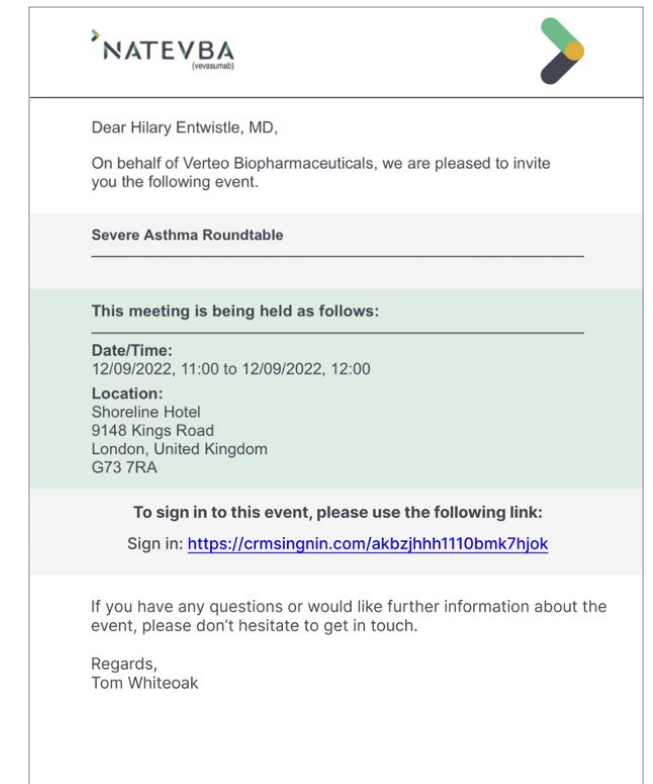 NATEVBA
(vevasumab)
Dear Hilary Entwistle, MD,
On behalf of Verteo Biopharmaceuticals, we are pleased to invite
you the following event.
Severe Asthma Roundtable
This meeting is being held as follows:
Date/Time:
12/09/2022, 11:00 to 12/09/2022, 12:00
Location:
Shoreline Hotel
9148 Kings Road
London, United Kingdom
G73 7RA
To sign in to this event, please use the following link:
Sign in: https://crmsingnin.com/akbzjhhh1110bmk7hjok
If you have any questions or would like further information about the
event, please don’t hesitate to get in touch.
Regards,
Tom Whiteoak